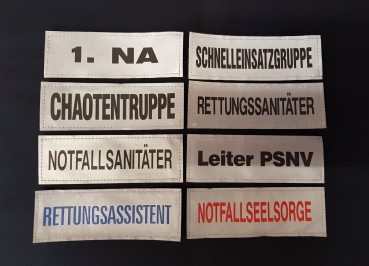 1. NA
SCHNELLEINSATZGRUPPE
CHAOTENTRUPPE
RETTUNGSSANITÄTER
NOTFALLSANITÄTER
Leiter PSNV
RETTUNGSASSISTENT
NOTFALLSEELSORGE